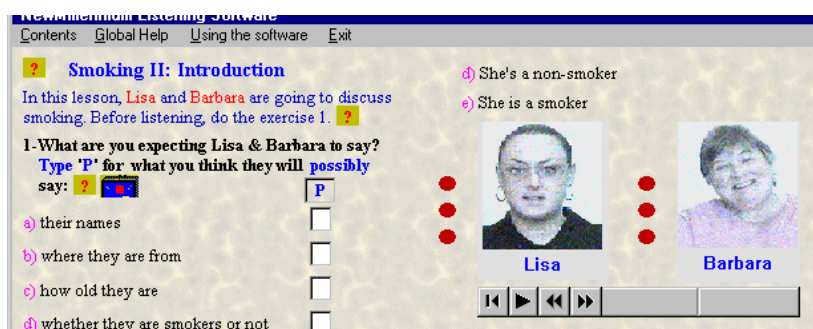 NewMillennium Listening Software
Contents Global Help Using the software Exit
? Smoking II: Introduction
In this lesson, Lisa and Barbara are going to discuss
smoking. Before listening, do the exercise 1. ?
1-What are you expecting Lisa & Barbara to say?
Type 'P' for what you think they will possibly
say: ?
P
a) their names
b) where they are from
c) how old they are
d) whether they are smokers or not
d) She's a non-smoker
e) She is a smoker
Lisa
Barbara